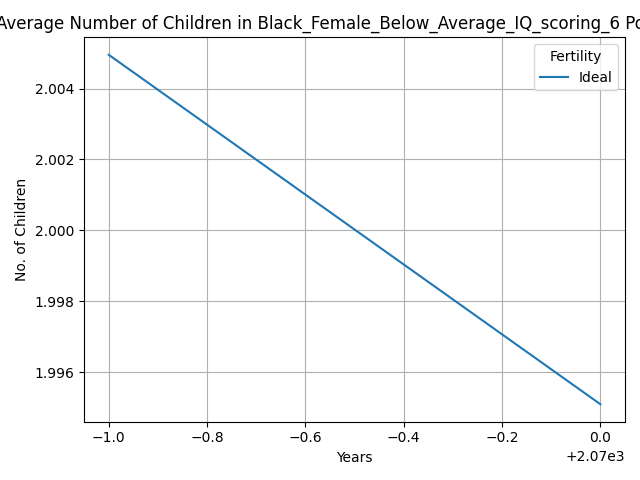 Average Number of Children in Black_Female_Below_Average_IQ_scoring_6 Po
Fertility
Ideal
2.004
2.002
2.000
1.998
1.996
No. of Children
−1.0 −0.8 −0.6 −0.4 −0.2 0.0
Years
+2.07e3